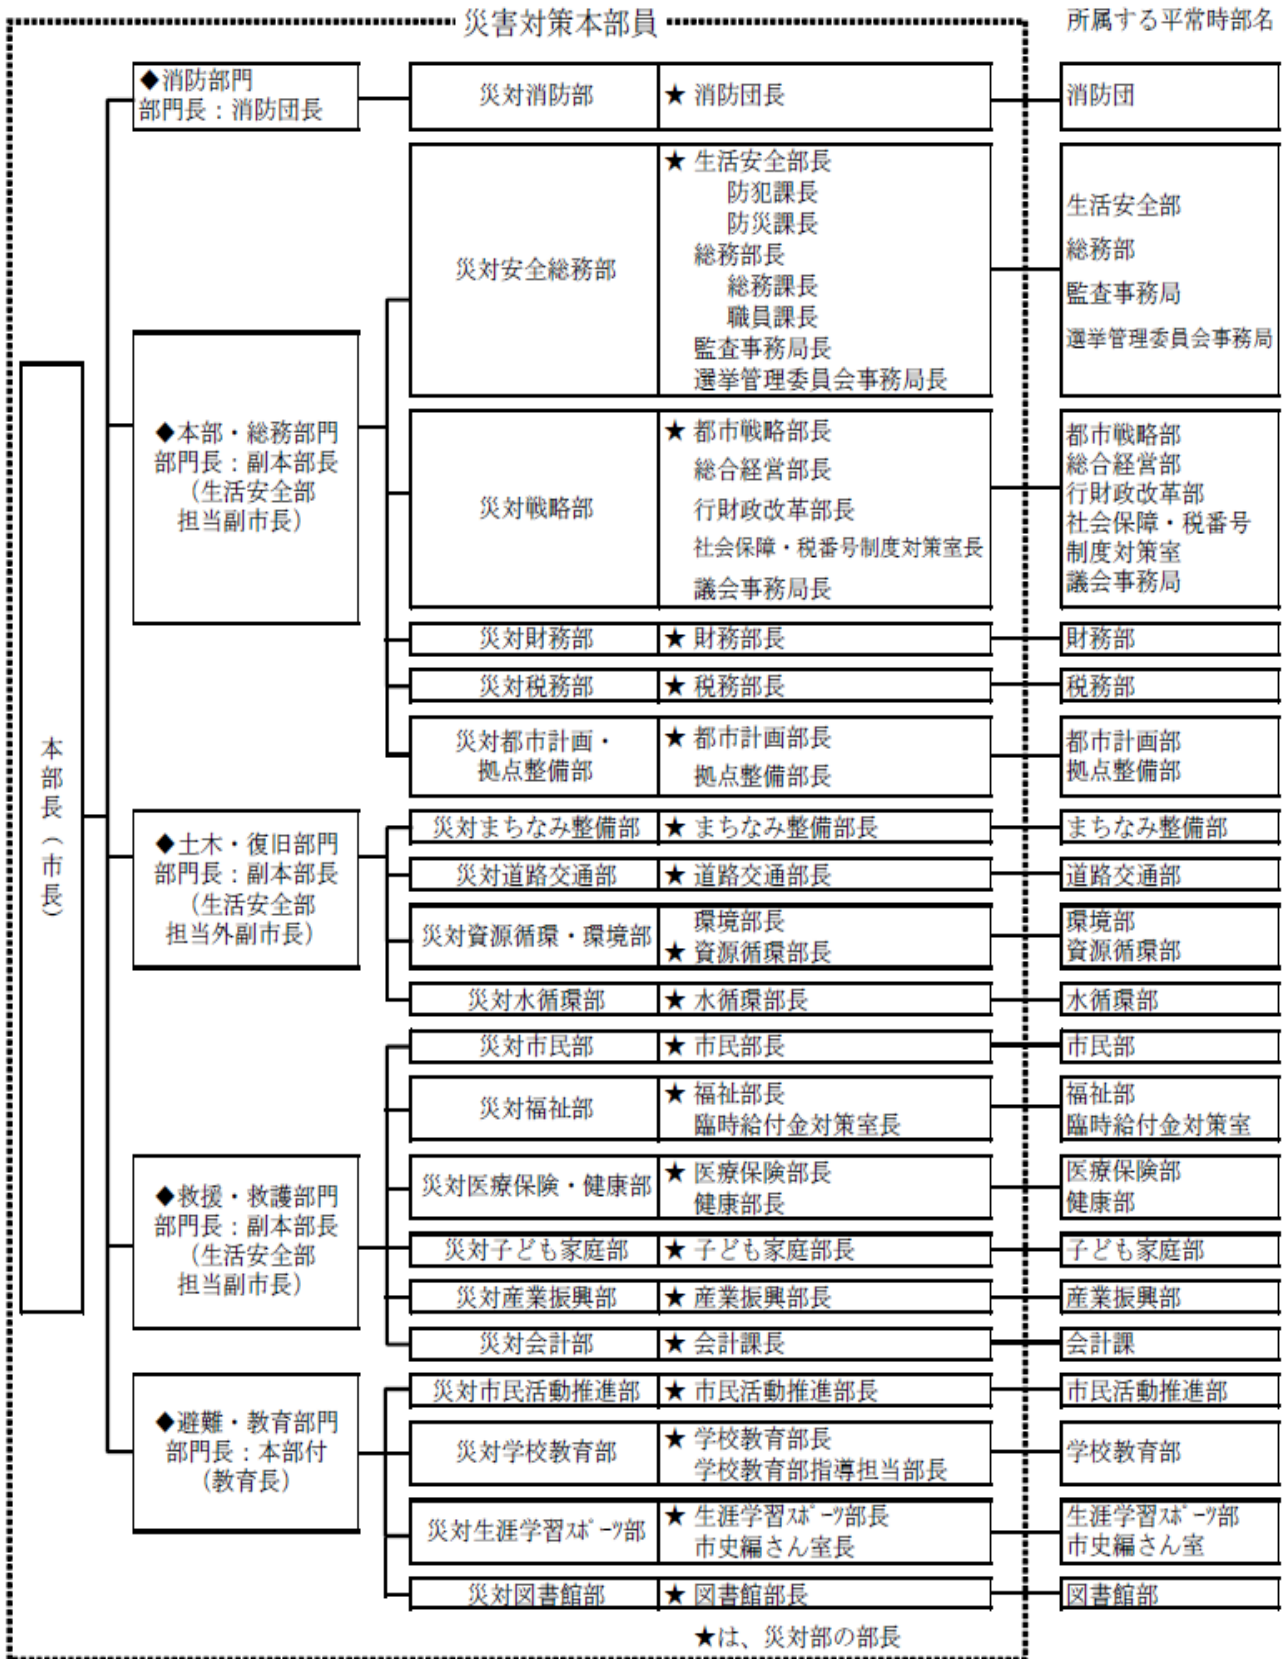 災害対策本部員
所属する平常時部名
本部長（市長）
◆消防部門
部門長：消防団長
災対消防部
★ 消防団長
消防団
◆本部・総務部門
部門長：副本部長
（生活安全部
担当副市長）
災対安全総務部
★ 生活安全部長
防犯課長
防災課長
総務部長
総務課長
職員課長
監査事務局長
選挙管理委員会事務局長
生活安全部
総務部
監査事務局
選挙管理委員会事務局
災対戦略部
★ 都市戦略部長
総合経営部長
行財政改革部長
社会保障・税番号制度対策室長
議会事務局長
都市戦略部
総合経営部
行財政改革部
社会保障・税番号
制度対策室
議会事務局
災対財務部
★ 財務部長
財務部
災対税務部
★ 税務部長
税務部
災対都市計画・
拠点整備部
★ 都市計画部長
拠点整備部長
都市計画部
拠点整備部
◆土木・復旧部門
部門長：副本部長
（生活安全部
担当外副市長）
災対まちなみ整備部
★ まちなみ整備部長
まちなみ整備部
災対道路交通部
★ 道路交通部長
道路交通部
災対資源循環・環境部
環境部長
★ 資源循環部長
環境部
資源循環部
災対水循環部
★ 水循環部長
水循環部
◆救援・救護部門
部門長：副本部長
（生活安全部
担当副市長）
災対市民部
★ 市民部長
市民部
災対福祉部
★ 福祉部長
臨時給付金対策室長
福祉部
臨時給付金対策室
災対医療保険・健康部
★ 医療保険部長
健康部長
医療保険部
健康部
災対子ども家庭部
★ 子ども家庭部長
子ども家庭部
災対産業振興部
★ 産業振興部長
産業振興部
災対会計部
★ 会計課長
会計課
◆避難・教育部門
部門長：本部付
（教育長）
災対市民活動推進部
★ 市民活動推進部長
市民活動推進部
災対学校教育部
★ 学校教育部長
学校教育部指導担当部長
学校教育部
災対生涯学習ｽﾎﾟｰﾂ部
★ 生涯学習ｽﾎﾟｰﾂ部長
市史編さん室長
生涯学習ｽﾎﾟｰﾂ部
市史編さん室
災対図書館部
★ 図書館部長
図書館部
★は、災対部の部長